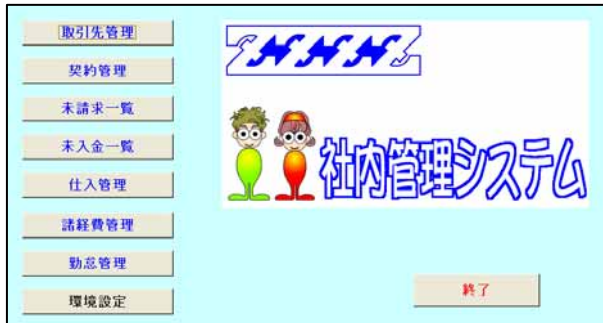 取引先管理
契約管理
未請求一覧
未入金一覧
仕入管理
諸経費管理
勤怠管理
環境設定
社内管理システム
終了